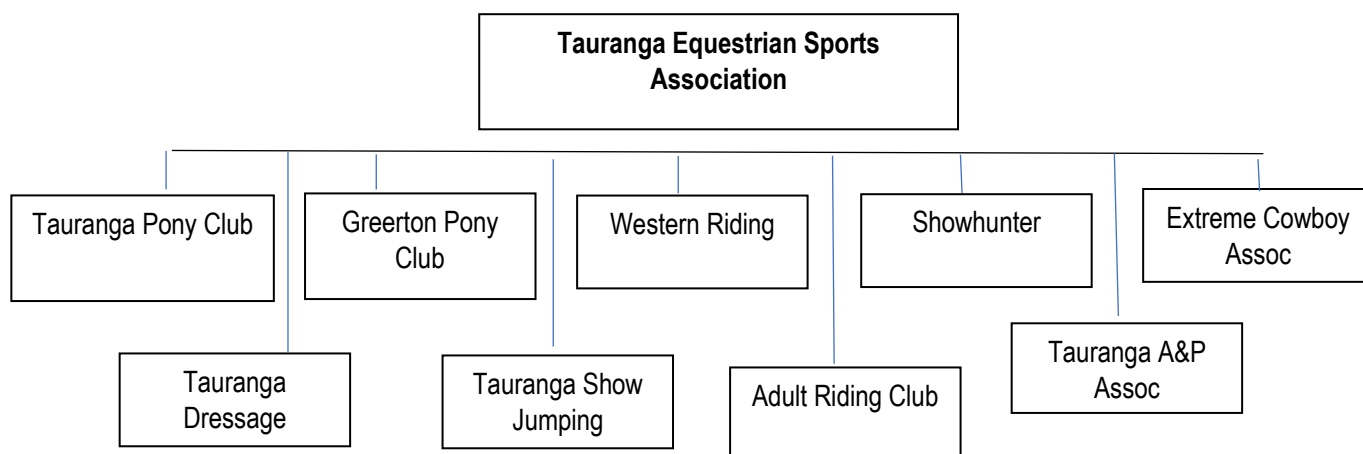 Tauranga Equestrian Sports
Association
Tauranga Pony Club
Greerton Pony
Club
Western Riding
Showhunter
Extreme Cowboy
Assoc
Tauranga
Dressage
Tauranga Show
Jumping
Adult Riding Club
Tauranga A&P
Assoc